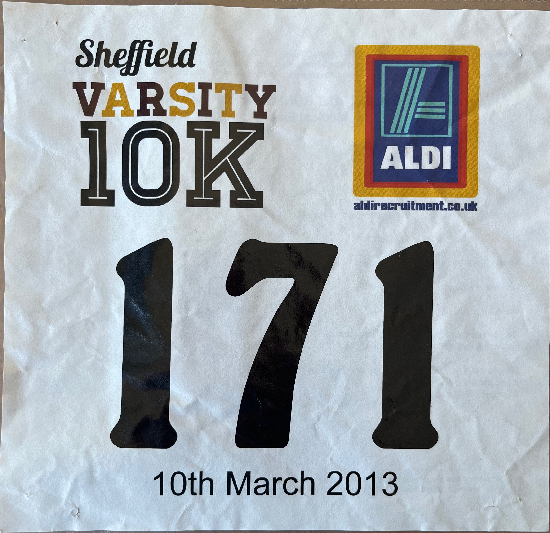 Sheffield
VARSITY
10K
ALDI
aldirecruitment.co.uk
171
10th March 2013